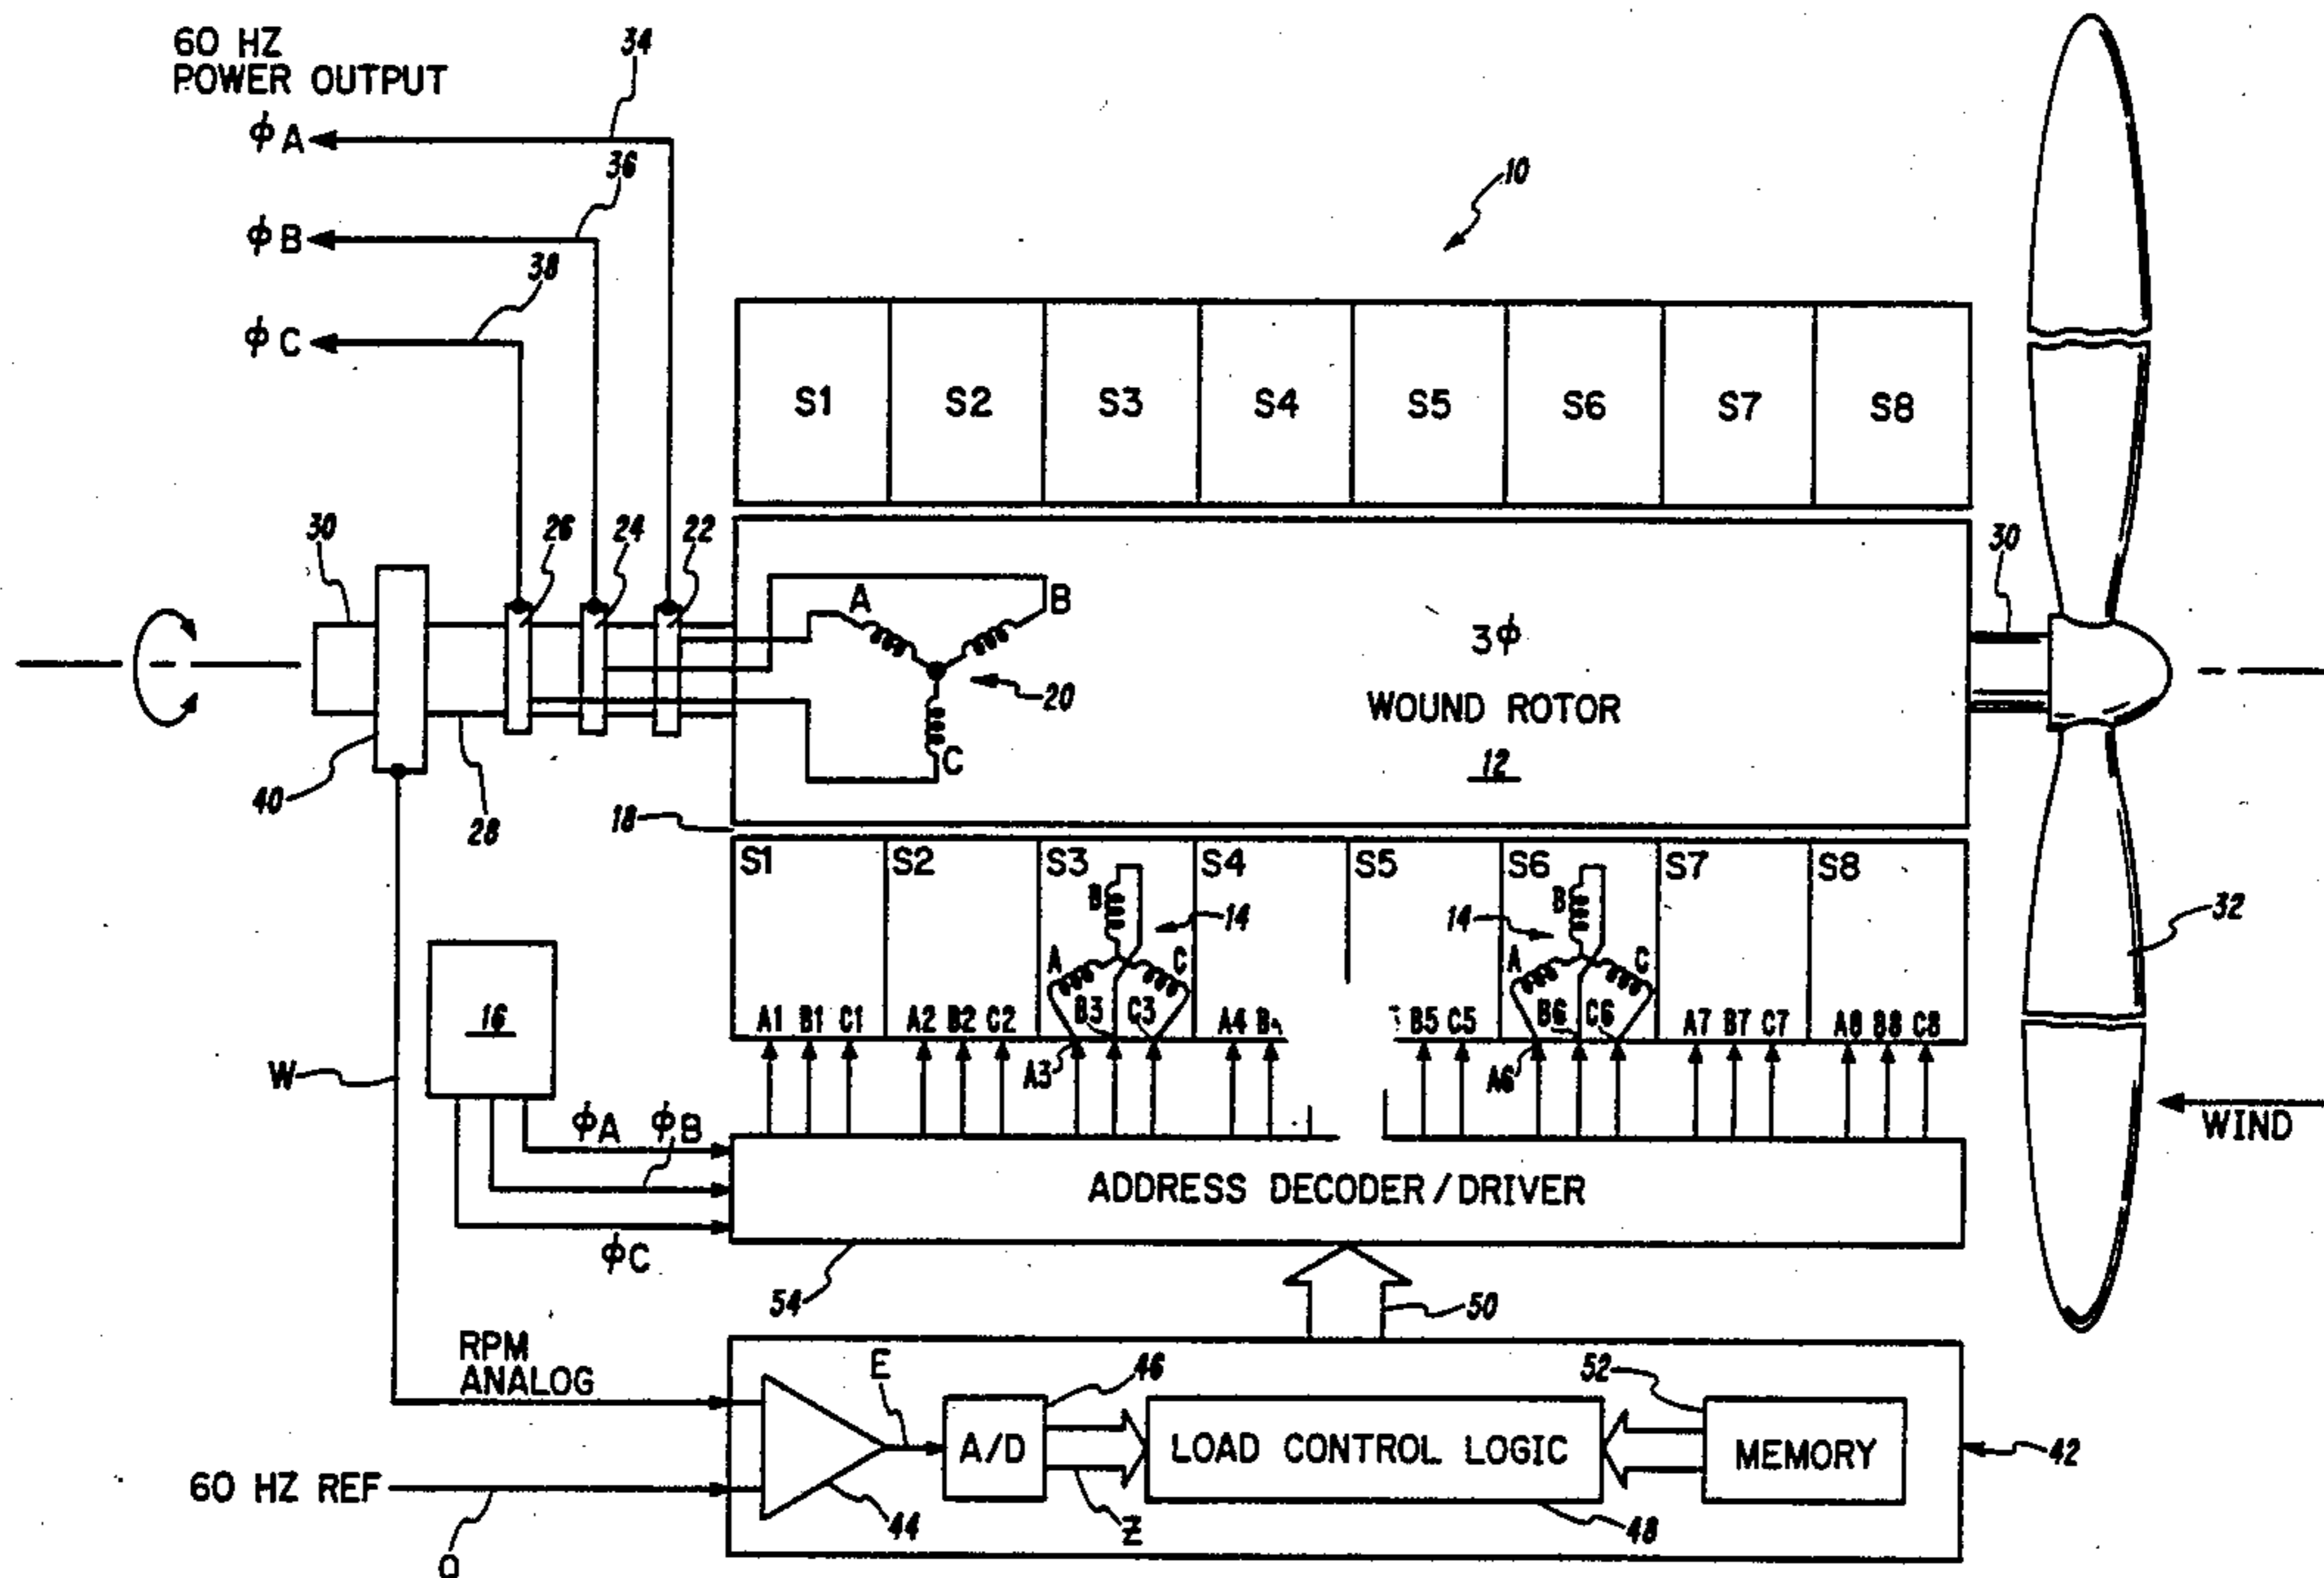 60 HZ
POWER OUTPUT
34
ϕA
36
ϕB
38
ϕC
10
S1 S2 S3 S4 S5 S6 S7 S8
30
26
24
22
30
A
B
3ϕ
20
WOUND ROTOR
12
C
40
28
18
S1 S2 S3 S4 S5 S6 S7 S8
B
14
14
B
32
A
C
A
C
16
A1 B1 C1 A2 B2 C2 B3 C3 A4 B5 C5 B6 C6 A7 B7 C7 A8 B8 C8
A3
A6
W
ϕA ϕB
WIND
ADDRESS DECODER/DRIVER
ϕC
54
50
RPM
ANALOG
E
46
52
A/D
LOAD CONTROL LOGIC
MEMORY
42
60 HZ REF
44
Z
48